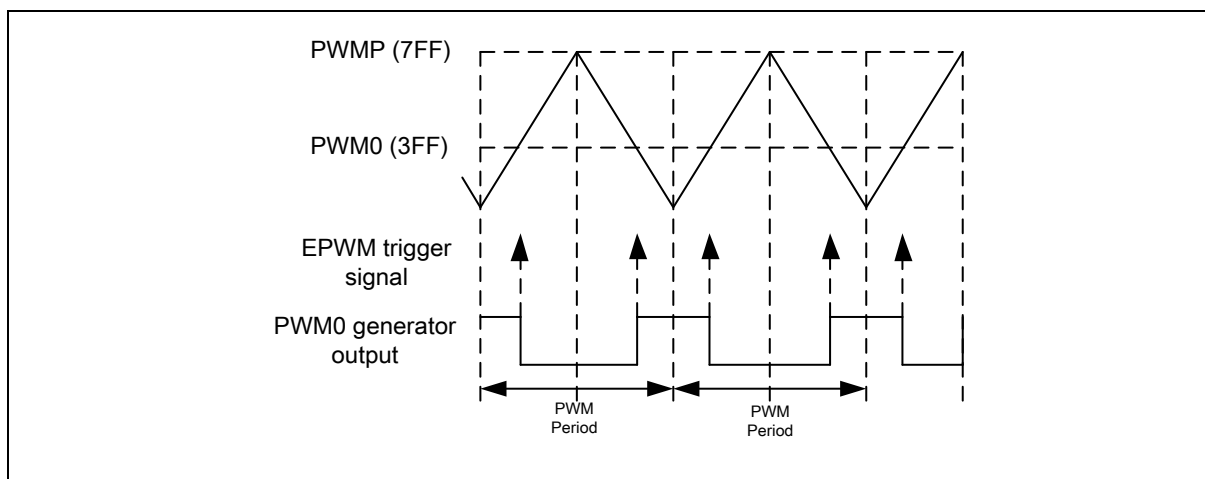 PWMP (7FF)
PWM0 (3FF)
EPWM trigger
signal
PWM0 generator
output
PWM
Period
PWM
Period